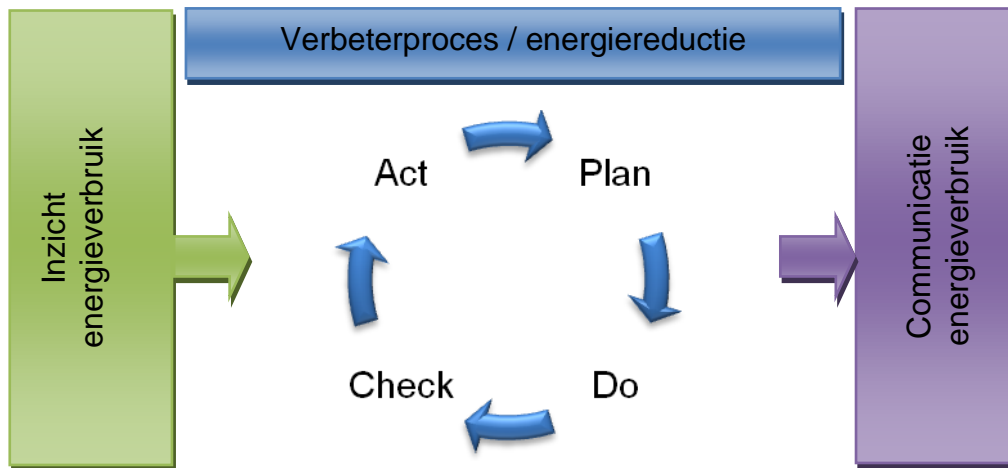 Verbeterproces / energiereductie
Inzicht
energieverbruik
Act
Plan
Check
Do
Communicatie
energieverbruik